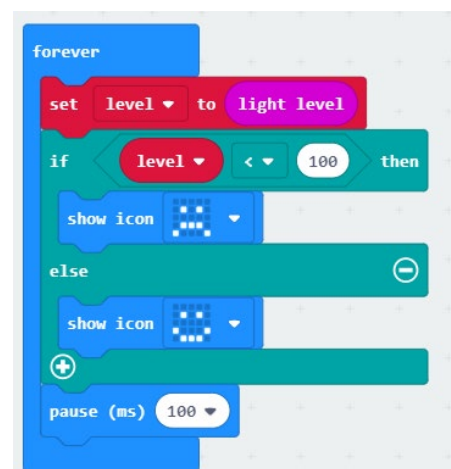 forever
set level to light level
if level < 100 then
show icon
else
show icon
pause (ms) 100